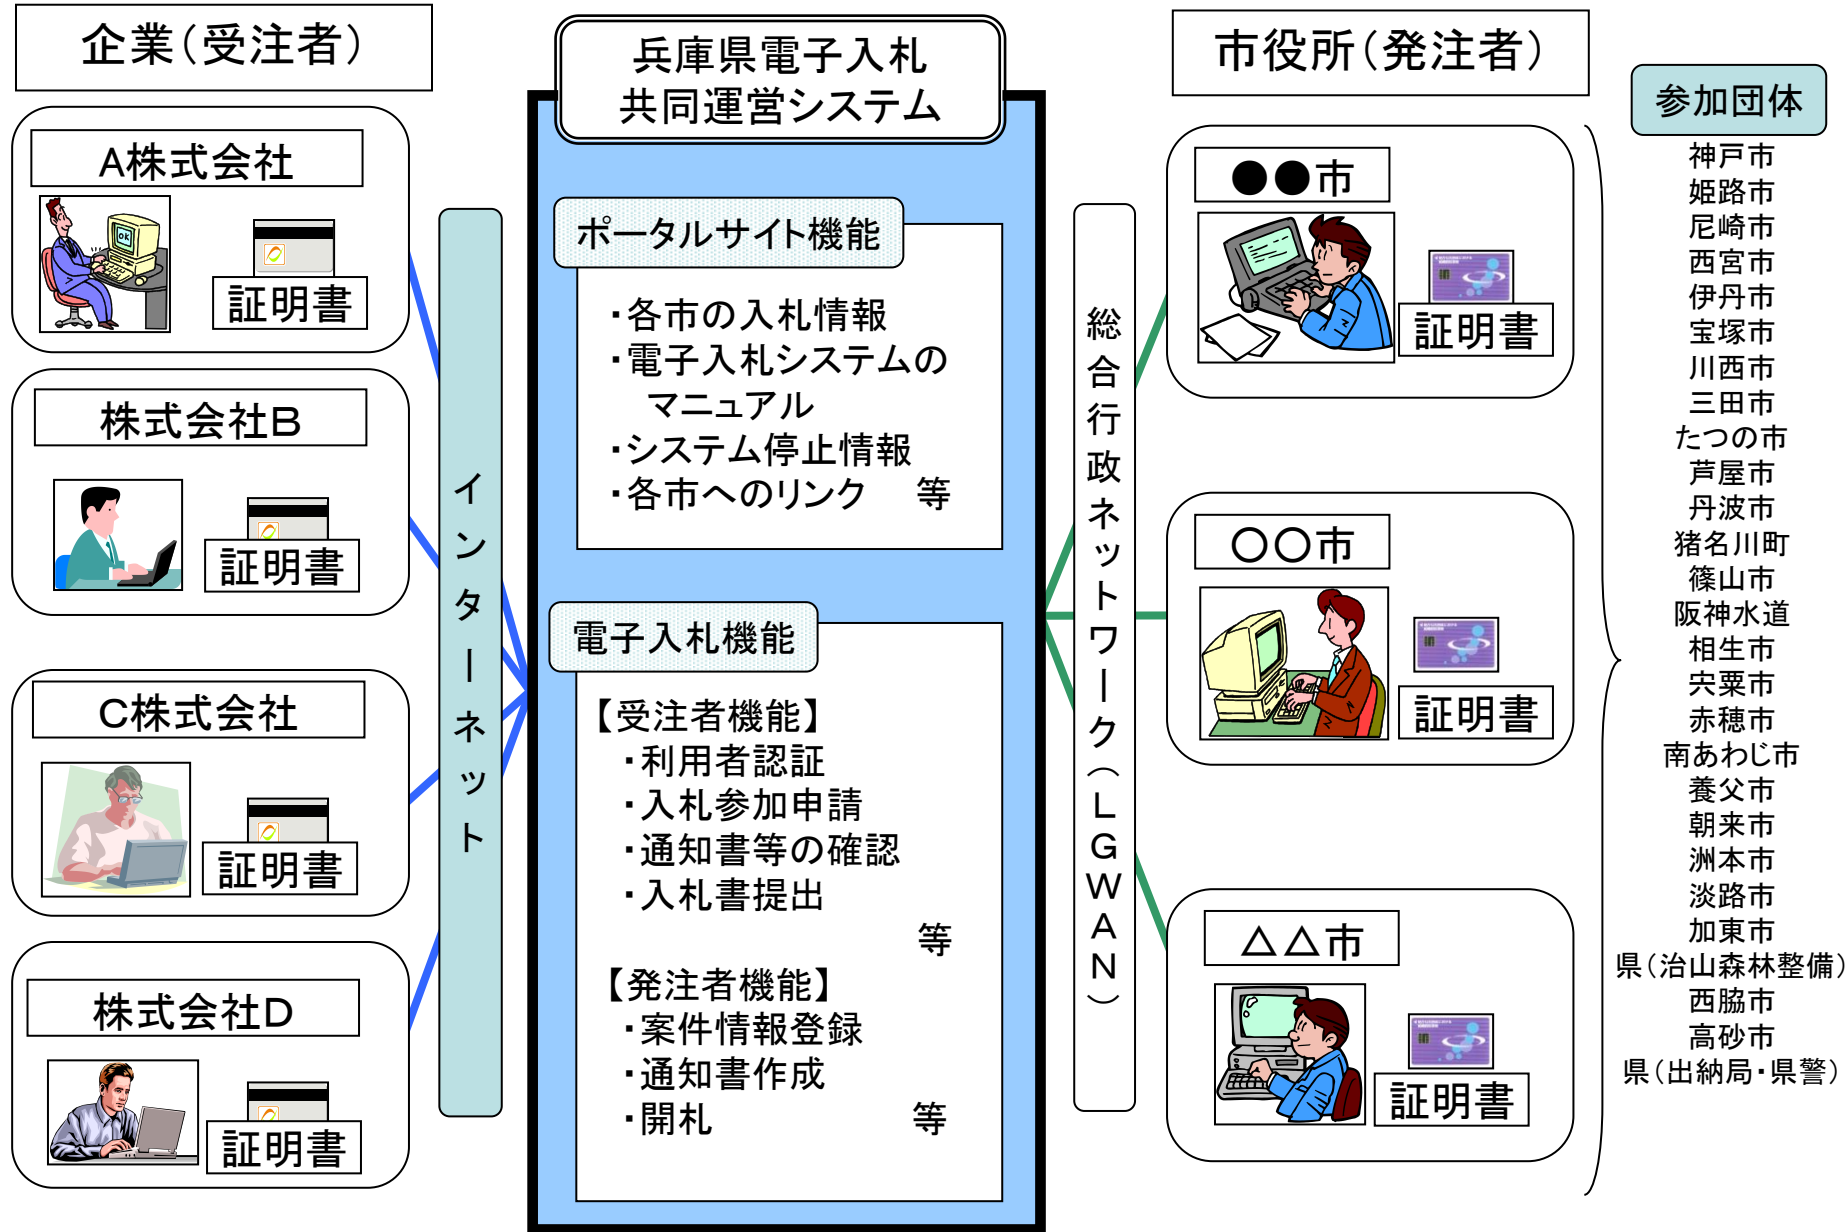 企業（受注者）
A株式会社
証明書
株式会社B
証明書
C株式会社
証明書
株式会社D
証明書
インターネット
兵庫県電子入札
共同運営システム
ポータルサイト機能
・各市の入札情報
・電子入札システムの
マニュアル
・システム停止情報
・各市へのリンク　等
電子入札機能
【受注者機能】
・利用者認証
・入札参加申請
・通知書等の確認
・入札書提出
等
【発注者機能】
・案件情報登録
・通知書作成
・開札　等
総合行政ネットワーク（ＬＧＷＡＮ）
市役所（発注者）
●●市
証明書
○○市
証明書
△△市
証明書
参加団体
神戸市
姫路市
尼崎市
西宮市
伊丹市
宝塚市
川西市
三田市
たつの市
芦屋市
丹波市
猪名川町
篠山市
阪神水道
相生市
宍粟市
赤穂市
南あわじ市
養父市
朝来市
洲本市
淡路市
加東市
県（治山森林整備）
西脇市
高砂市
県（出納局・県警）